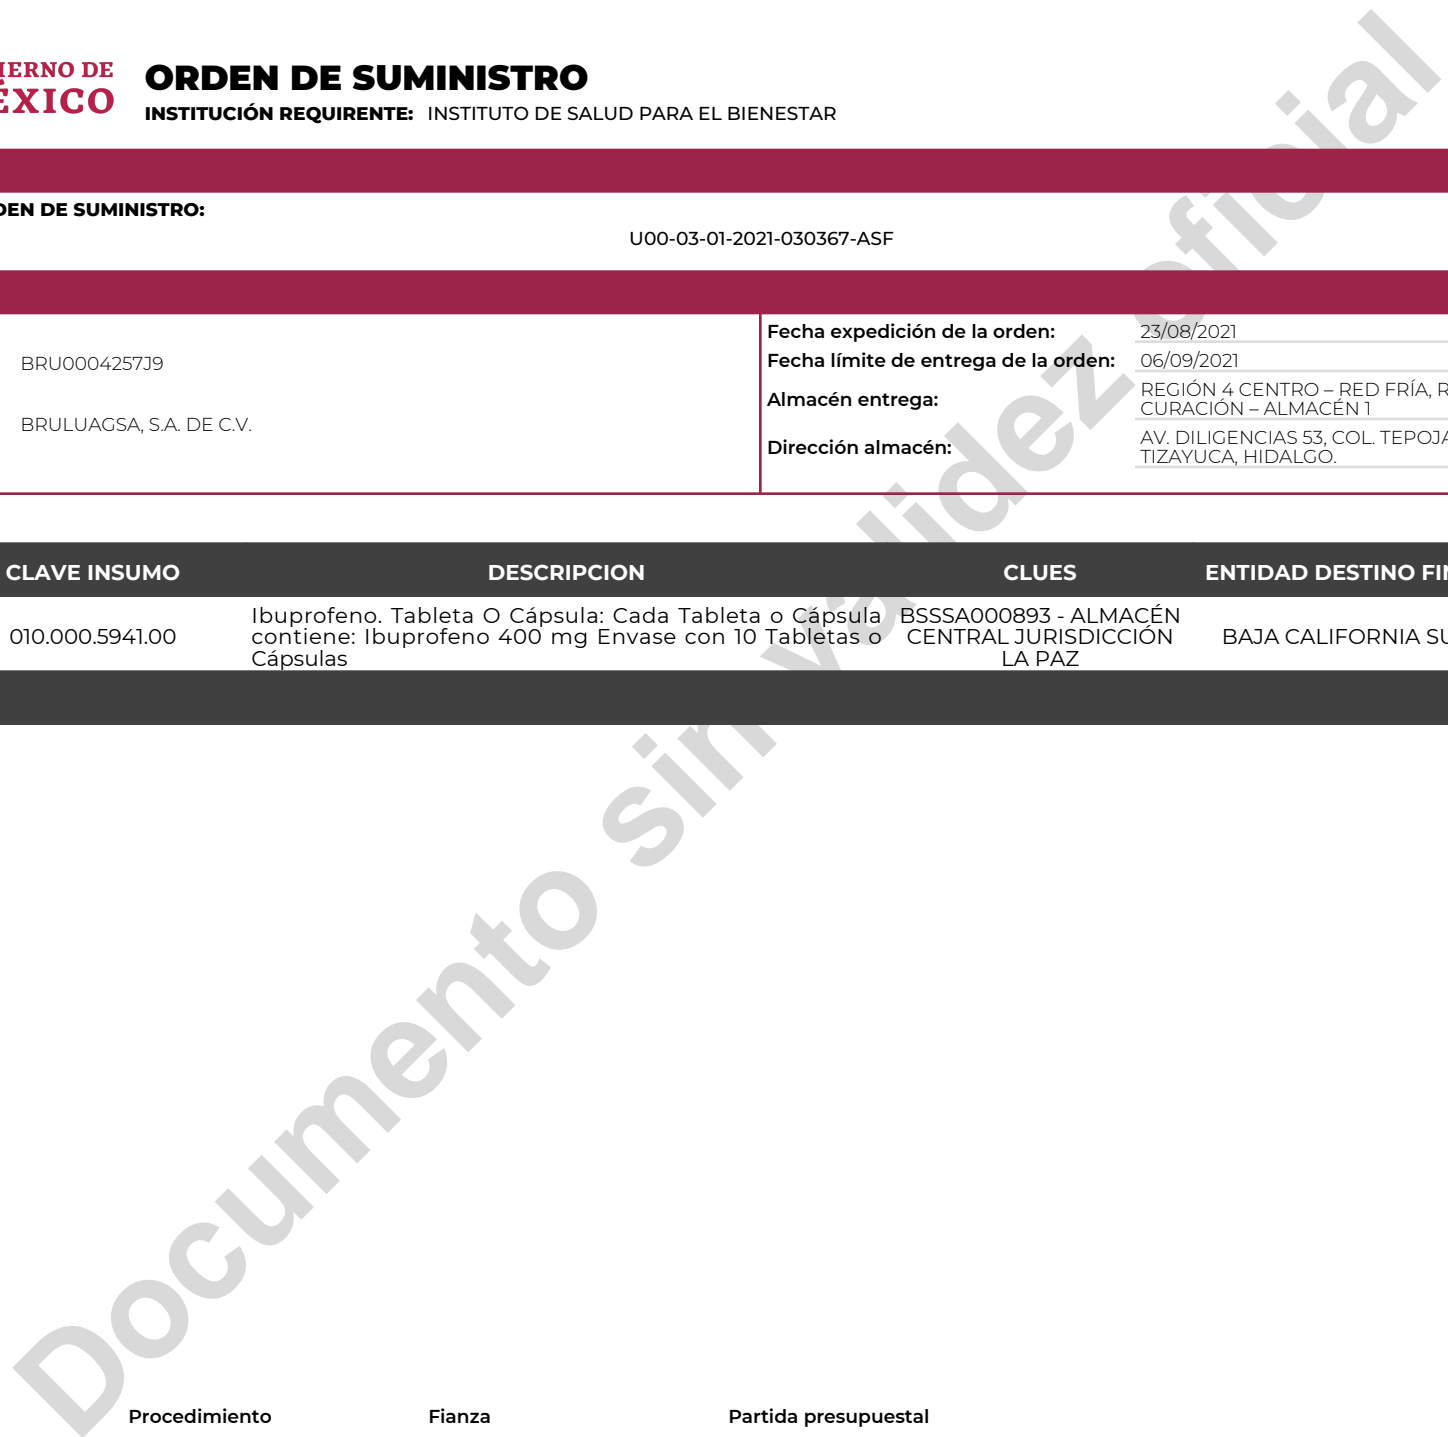 IERNO DE
ÉXICO
ORDEN DE SUMINISTRO
INSTITUCIÓN REQUIRENTE: INSTITUTO DE SALUD PARA EL BIENESTAR
DEN DE SUMINISTRO:
U00-03-01-2021-030367-ASF
BRU0004257J9
BRULUAGSA, S.A. DE C.V.
Fecha expedición de la orden: 23/08/2021
Fecha límite de entrega de la orden: 06/09/2021
Almacén entrega: REGIÓN 4 CENTRO – RED FRÍA, R
CURACIÓN – ALMACÉN 1
Dirección almacén: AV. DILIGENCIAS 53, COL. TEPOJA
TIZAYUCA, HIDALGO.
CLAVE INSUMO DESCRIPCION CLUES ENTIDAD DESTINO FIN
010.000.5941.00
Ibuprofeno. Tableta O Cápsula: Cada Tableta o Cápsula
contiene: Ibuprofeno 400 mg Envase con 10 Tabletas o
Cápsulas
BSSSA000893 - ALMACÉN
CENTRAL JURISDICCIÓN
LA PAZ
BAJA CALIFORNIA SU
Documento sin validez oficial
Procedimiento Fianza Partida presupuestal